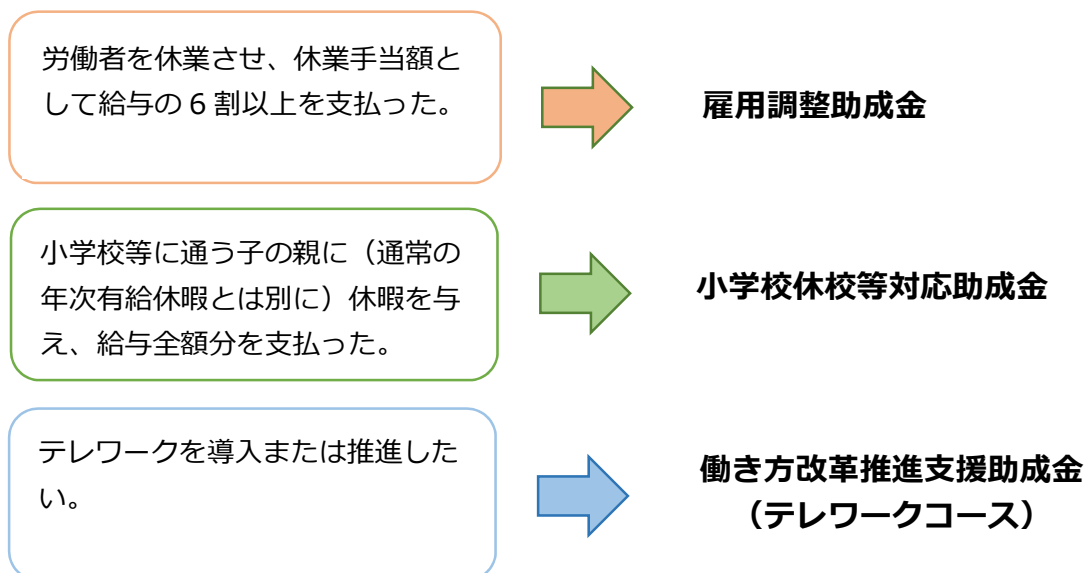 労働者を休業させ、休業手当額と
して給与の６割以上を支払った。
雇用調整助成金
小学校等に通う子の親に（通常の
年次有給休暇とは別に）休暇を与
え、給与全額分を支払った。
小学校休校等対応助成金
テレワークを導入または推進した
い。
働き方改革推進支援助成金
（テレワークコース）